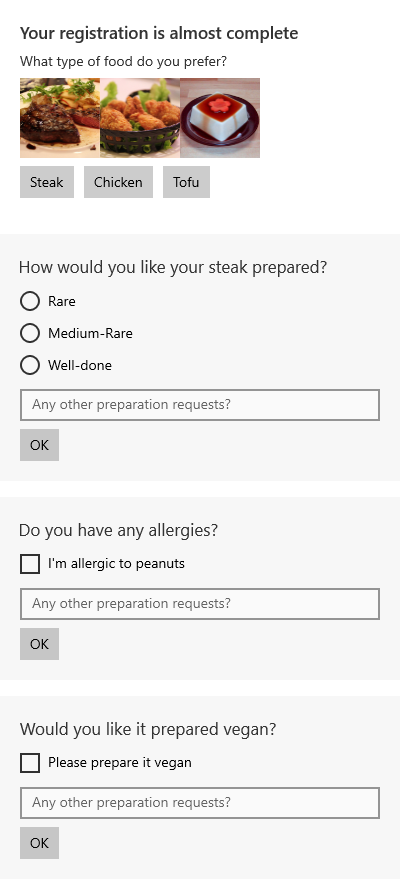 Your registration is almost complete
What type of food do you prefer?
Steak Chicken Tofu
How would you like your steak prepared?
Rare
Medium-Rare
Well-done
Any other preparation requests?
OK
Do you have any allergies?
I'm allergic to peanuts
Any other preparation requests?
OK
Would you like it prepared vegan?
Please prepare it vegan
Any other preparation requests?
OK